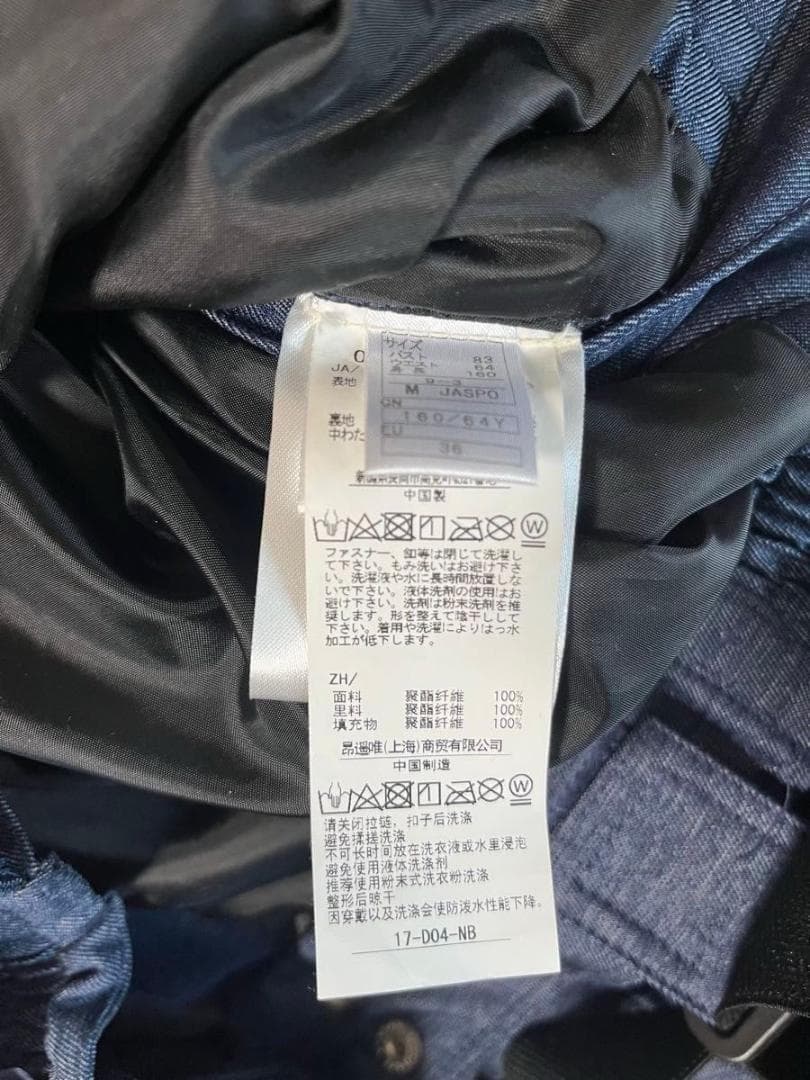 サイズ
バスト 83
ウエスト 64
身長 160
9-3
M JASPO
CN
160/64Y
EU
36
0
JA/
表地
裏地
中わた
中国製
W
ファスナー、釦等は閉じて洗濯し
て下さい。もみ洗いはお避け下さ
い。洗濯液や水に長時間放置しな
いで下さい。液体洗剤の使用はお
避け下さい。洗剤は粉末洗剤を推
奨します。形を整えて陰干しして
下さい。着用や洗濯によりはっ水
加工が低下します。
ZH/
面料 聚酯纤维 100%
里料 聚酯纤维 100%
填充物 聚酯纤维 100%
昂遥唯(上海)商贸有限公司
中国制造
W
请关闭拉链,扣子后洗涤
避免揉搓洗涤
不可长时间放在洗衣液或水里浸泡
避免使用液体洗涤剂
推荐使用粉末式洗衣粉洗涤
整形后晾干
因穿戴以及洗涤会使防泼水性能下降。
17-D04-NB